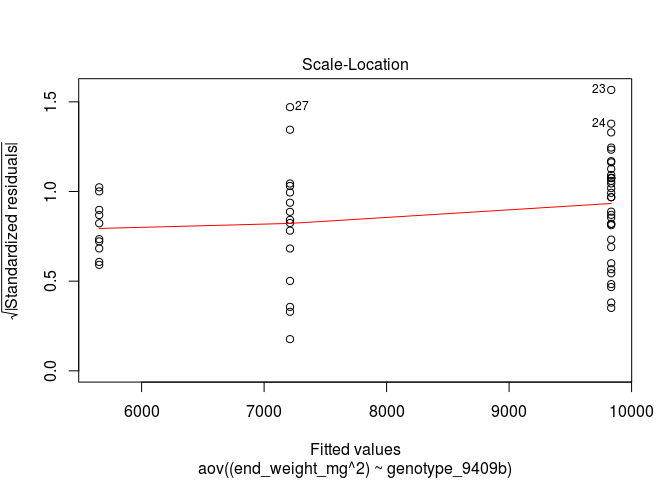 Scale-Location
√|Standardized residuals|
0.0 0.5 1.0 1.5
27
23
24
6000 7000 8000 9000 10000
Fitted values
aov((end_weight_mg^2) ~ genotype_9409b)